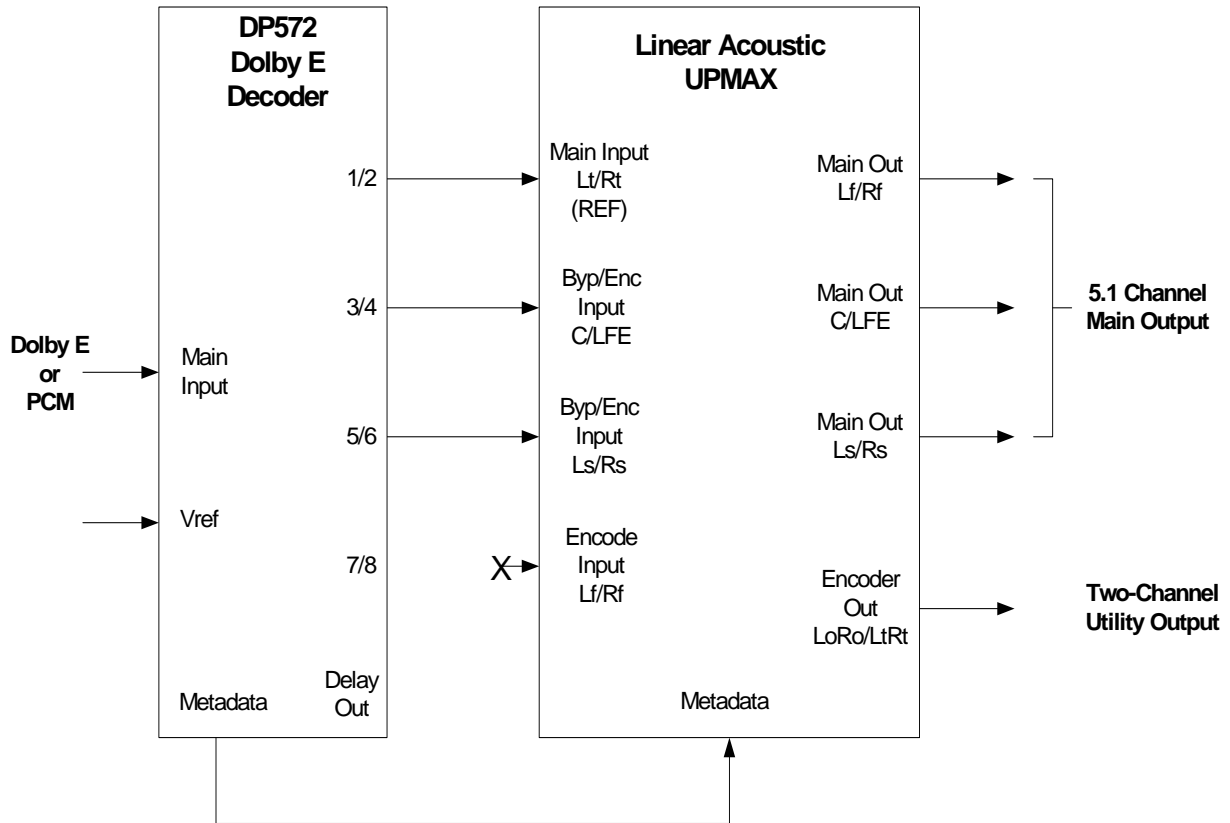 DP572
Dolby E
Decoder
Linear Acoustic
UPMAX
1/2
Main Input
Lt/Rt
(REF)
Main Out
Lf/Rf
3/4
Byp/Enc
Input
C/LFE
Main Out
C/LFE
5.1 Channel
Main Output
Dolby E
or
PCM
Main
Input
5/6
Byp/Enc
Input
Ls/Rs
Main Out
Ls/Rs
Vref
7/8
X
Encode
Input
Lf/Rf
Encoder
Out
LoRo/LtRt
Two-Channel
Utility Output
Metadata
Delay
Out
Metadata